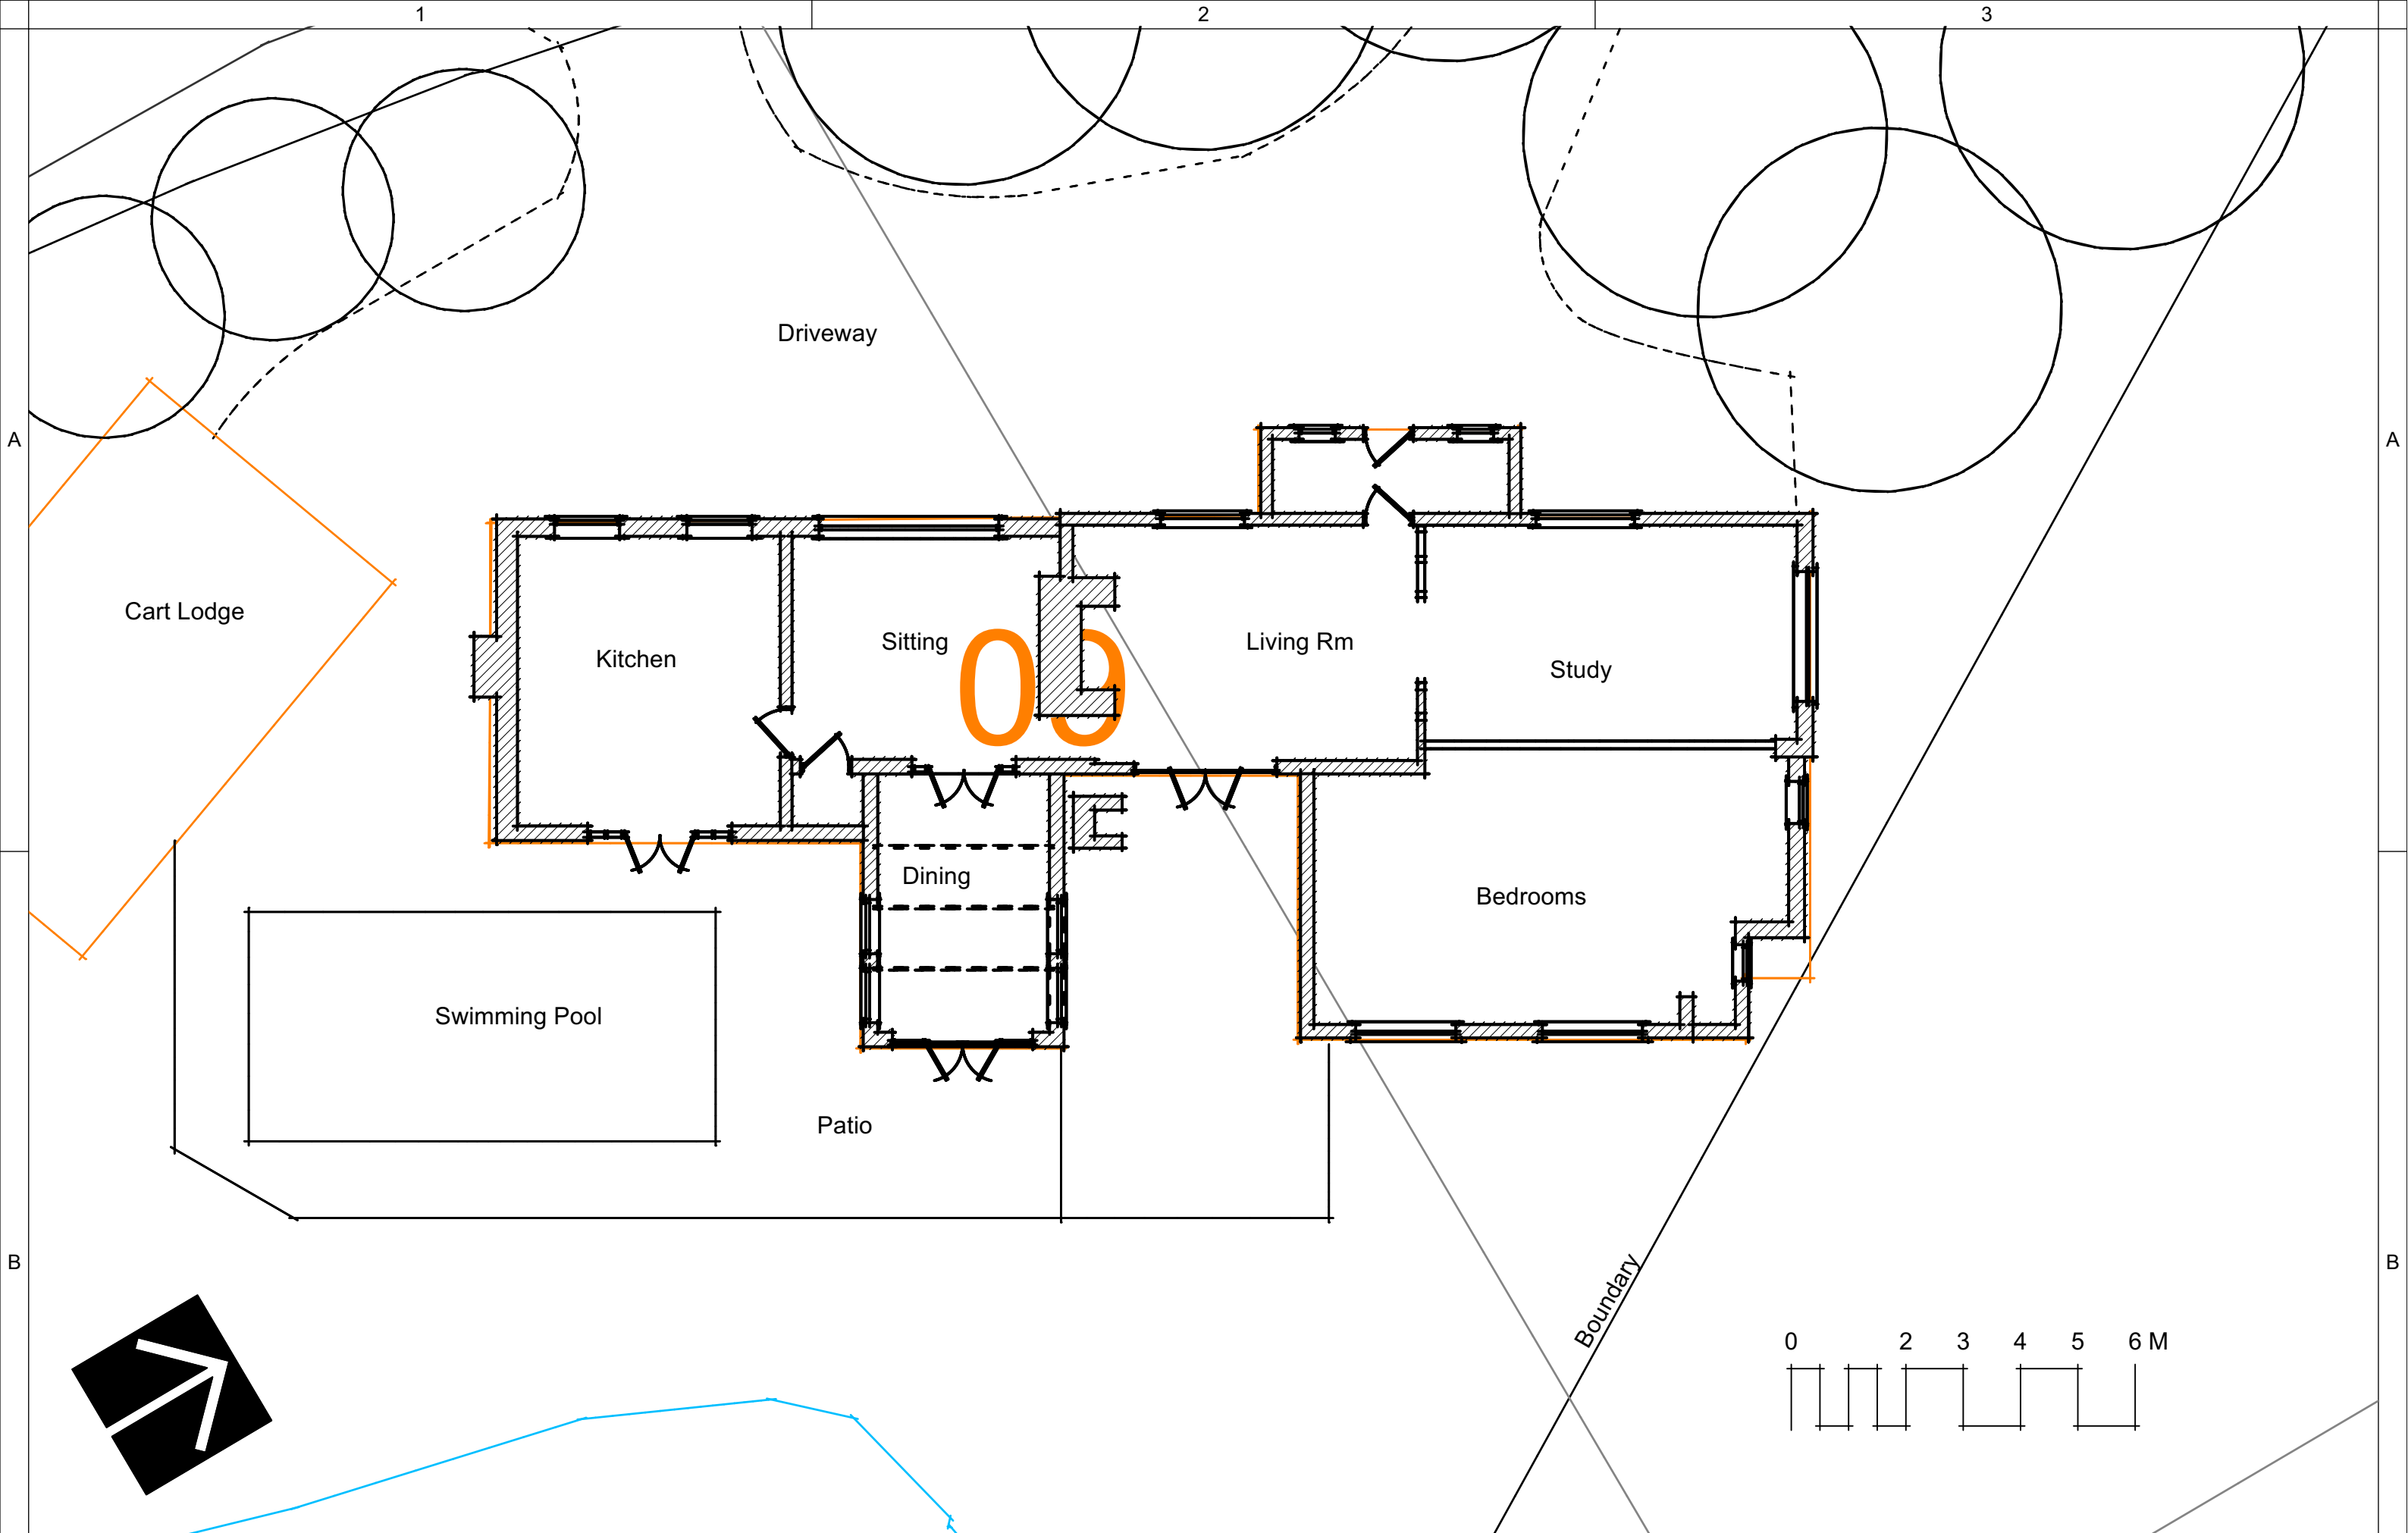 1 2 3
Driveway
A A
Cart Lodge
Kitchen
Sitting
Living Rm
Study
09
Dining
Bedrooms
Swimming Pool
Patio
B B
Boundary
0 2 3 4 5 6 M